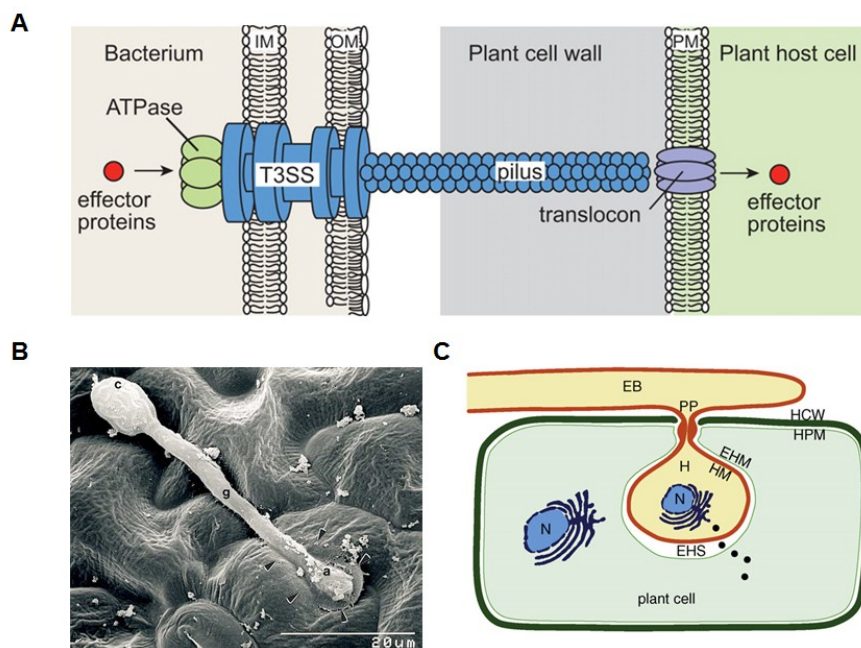 A
Bacterium
IM
OM
Plant cell wall
PM
Plant host cell
ATPase
T3SS
pilus
effector
proteins
translocon
effector
proteins
B
c
g
a
20µm
C
EB
PP
HCW
HPM
EHM
HM
H
N
N
EHS
plant cell